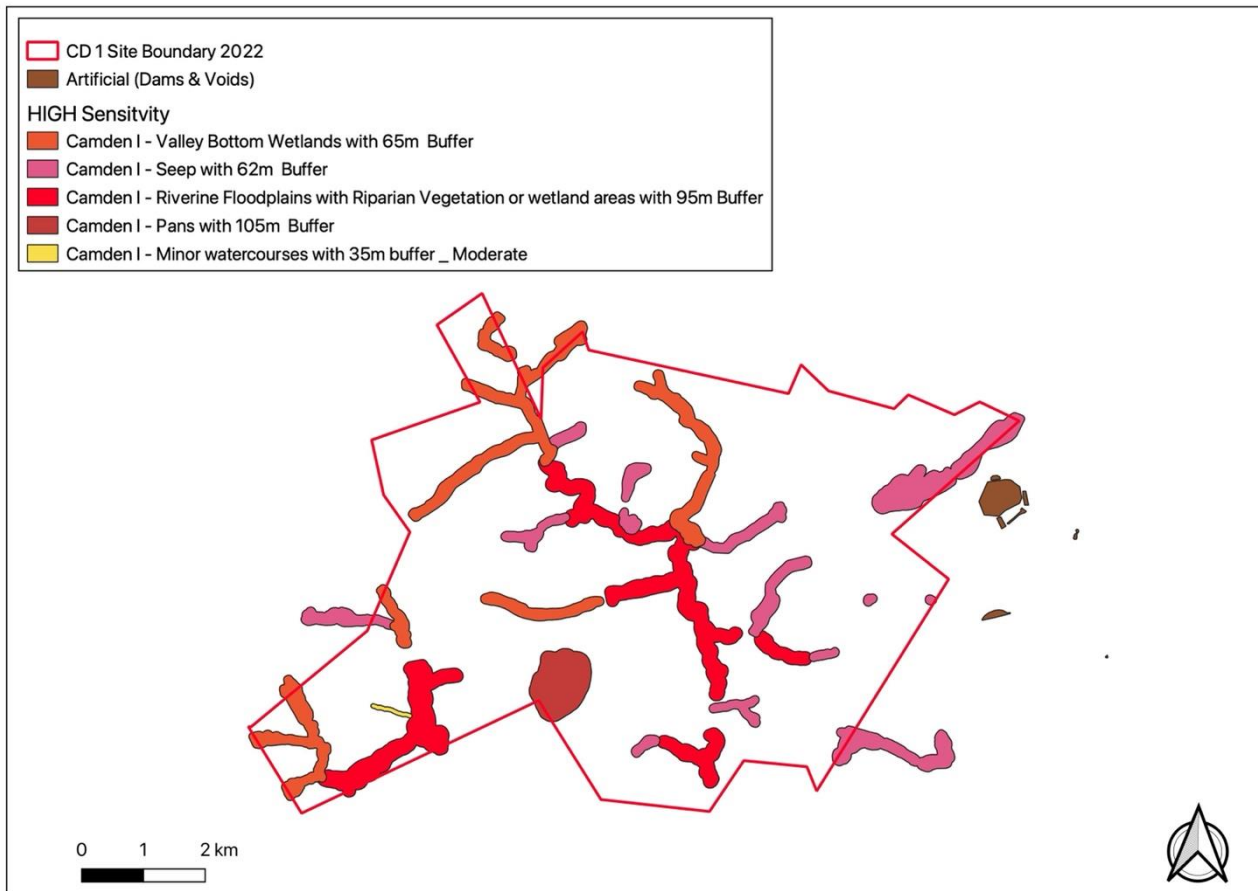 CD 1 Site Boundary 2022
Artificial (Dams & Voids)
HIGH Sensitvity
Camden I - Valley Bottom Wetlands with 65m Buffer
Camden I - Seep with 62m Buffer
Camden I - Riverine Floodplains with Riparian Vegetation or wetland areas with 95m Buffer
Camden I - Pans with 105m Buffer
Camden I - Minor watercourses with 35m buffer _ Moderate
0 1 2 km